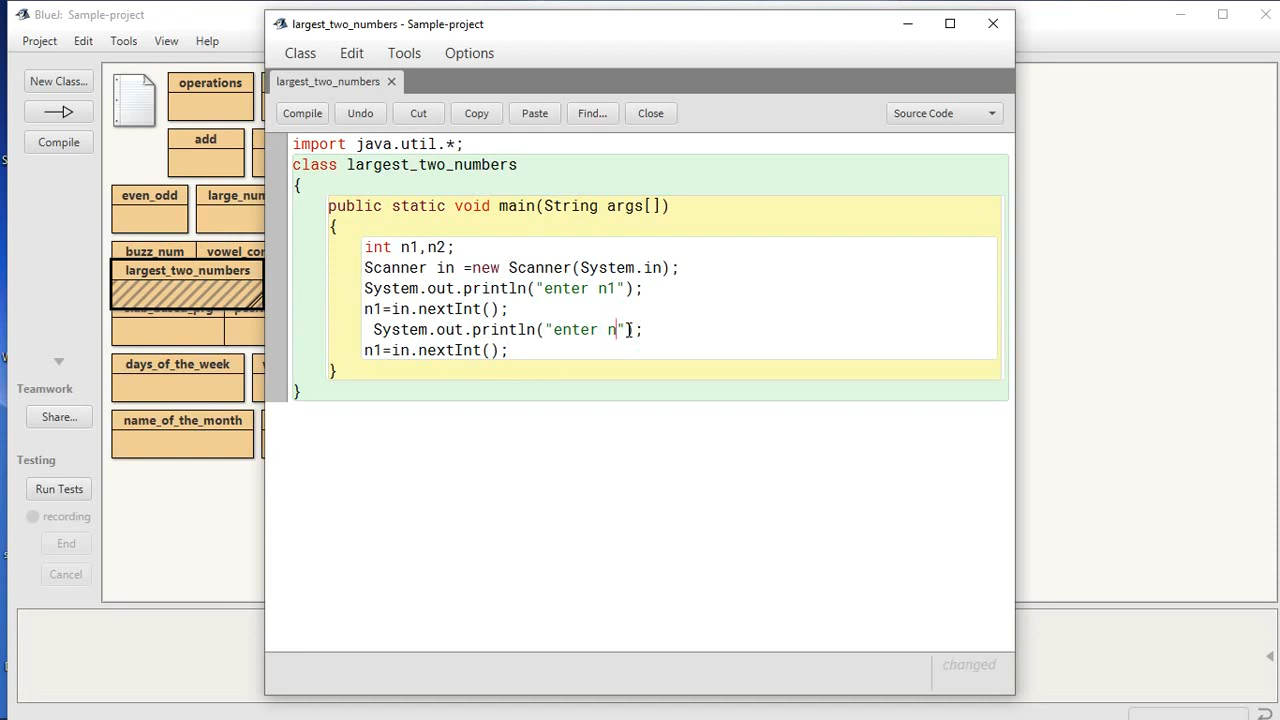 BlueJ: Sample-project
Project Edit Tools View Help
New Class...
Compile
Teamwork
Share...
Testing
Run Tests
recording
End
Cancel
operations
add
even_odd
large_num
buzz_num
vowel_con
largest_two_numbers
days_of_the_week
name_of_the_month
largest_two_numbers - Sample-project
Class Edit Tools Options
largest_two_numbers
Compile Undo Cut Copy Paste Find... Close Source Code
import java.util.*;
class largest_two_numbers
{
public static void main(String args[])
{
int n1,n2;
Scanner in =new Scanner(System.in);
System.out.println("enter n1");
n1=in.nextInt();
System.out.println("enter n");
n1=in.nextInt();
}
}
changed